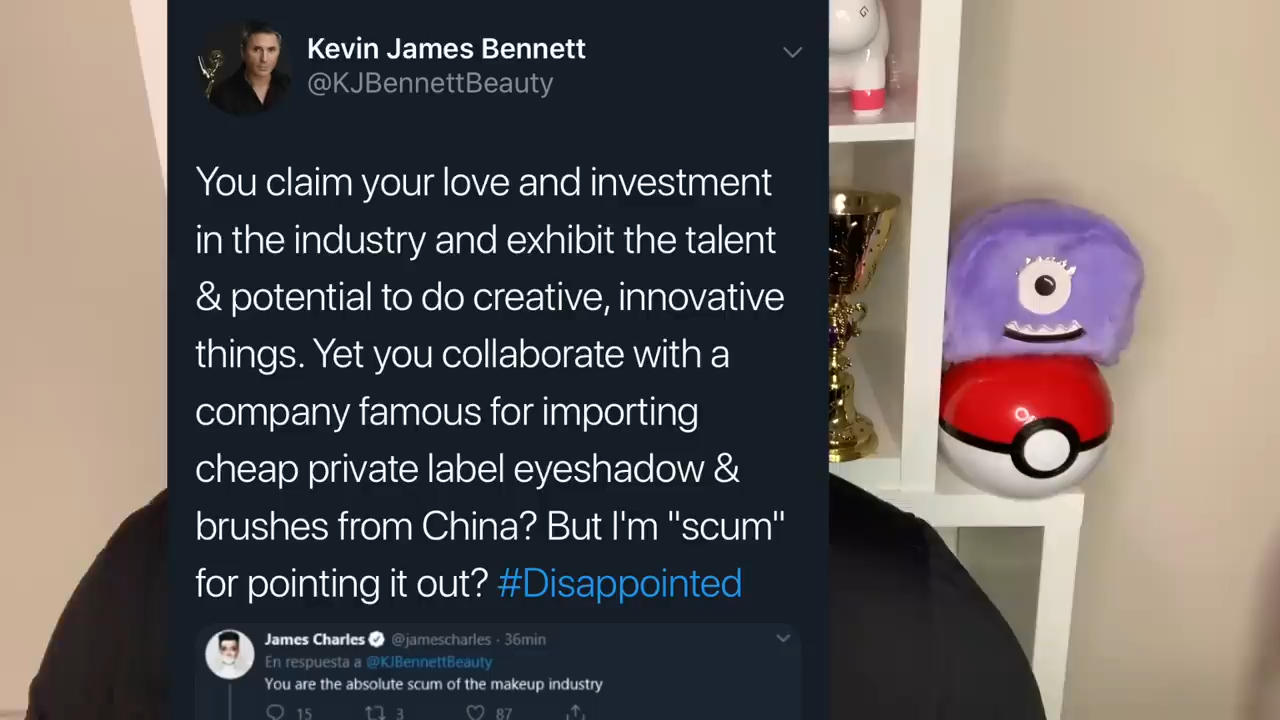 Kevin James Bennett
@KJBennettBeauty
You claim your love and investment
in the industry and exhibit the talent
& potential to do creative, innovative
things. Yet you collaborate with a
company famous for importing
cheap private label eyeshadow &
brushes from China? But I'm "scum"
for pointing it out? #Disappointed
James Charles @jamescharles · 36min
En respuesta a @KJBennettBeauty
You are the absolute scum of the makeup industry
15 3 87